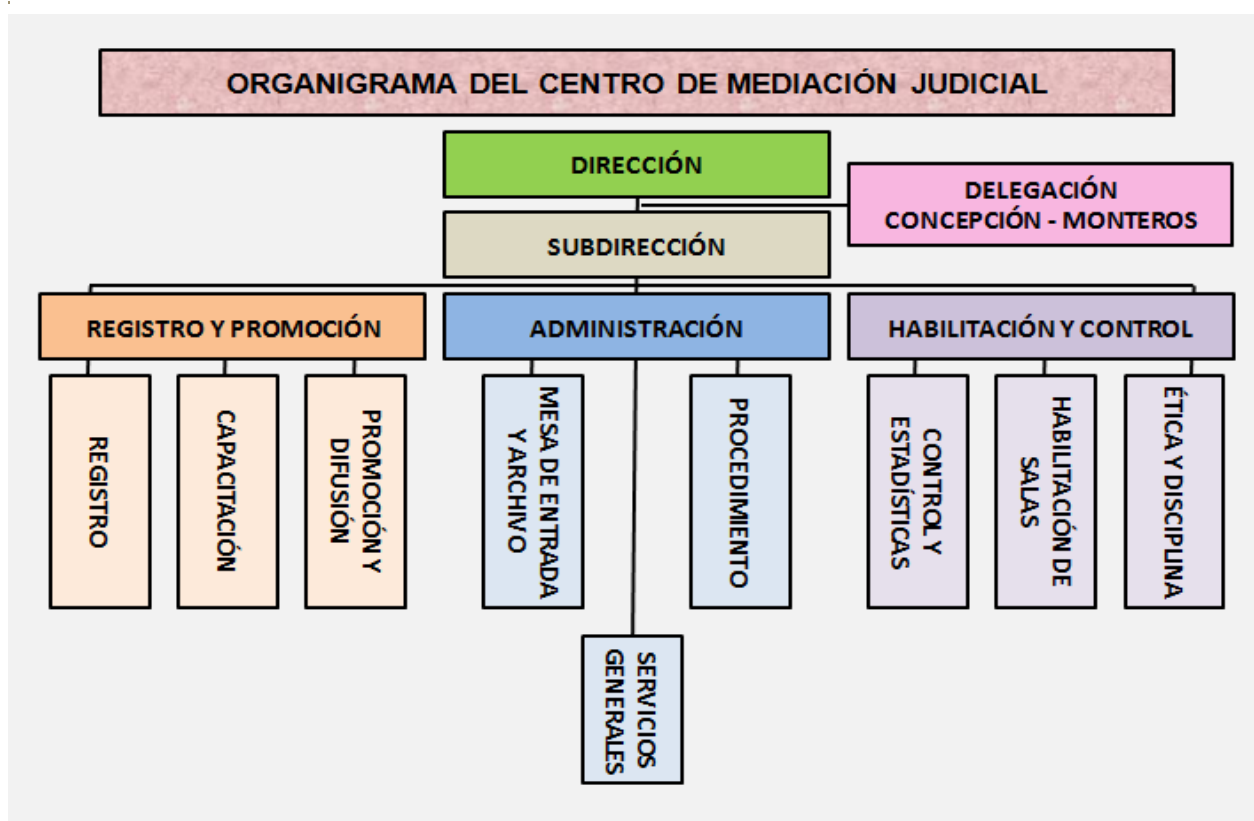 ORGANIGRAMA DEL CENTRO DE MEDIACIÓN JUDICIAL
DIRECCIÓN
DELEGACIÓN
CONCEPCIÓN - MONTEROS
SUBDIRECCIÓN
REGISTRO Y PROMOCIÓN
ADMINISTRACIÓN
HABILITACIÓN Y CONTROL
REGISTRO
CAPACITACIÓN
PROMOCIÓN Y
DIFUSIÓN
MESA DE ENTRADA
Y ARCHIVO
PROCEDIMIENTO
CONTROL Y
ESTADÍSTICAS
HABILITACIÓN DE
SALAS
ÉTICA Y DISCIPLINA
SERVICIOS
GENERALES